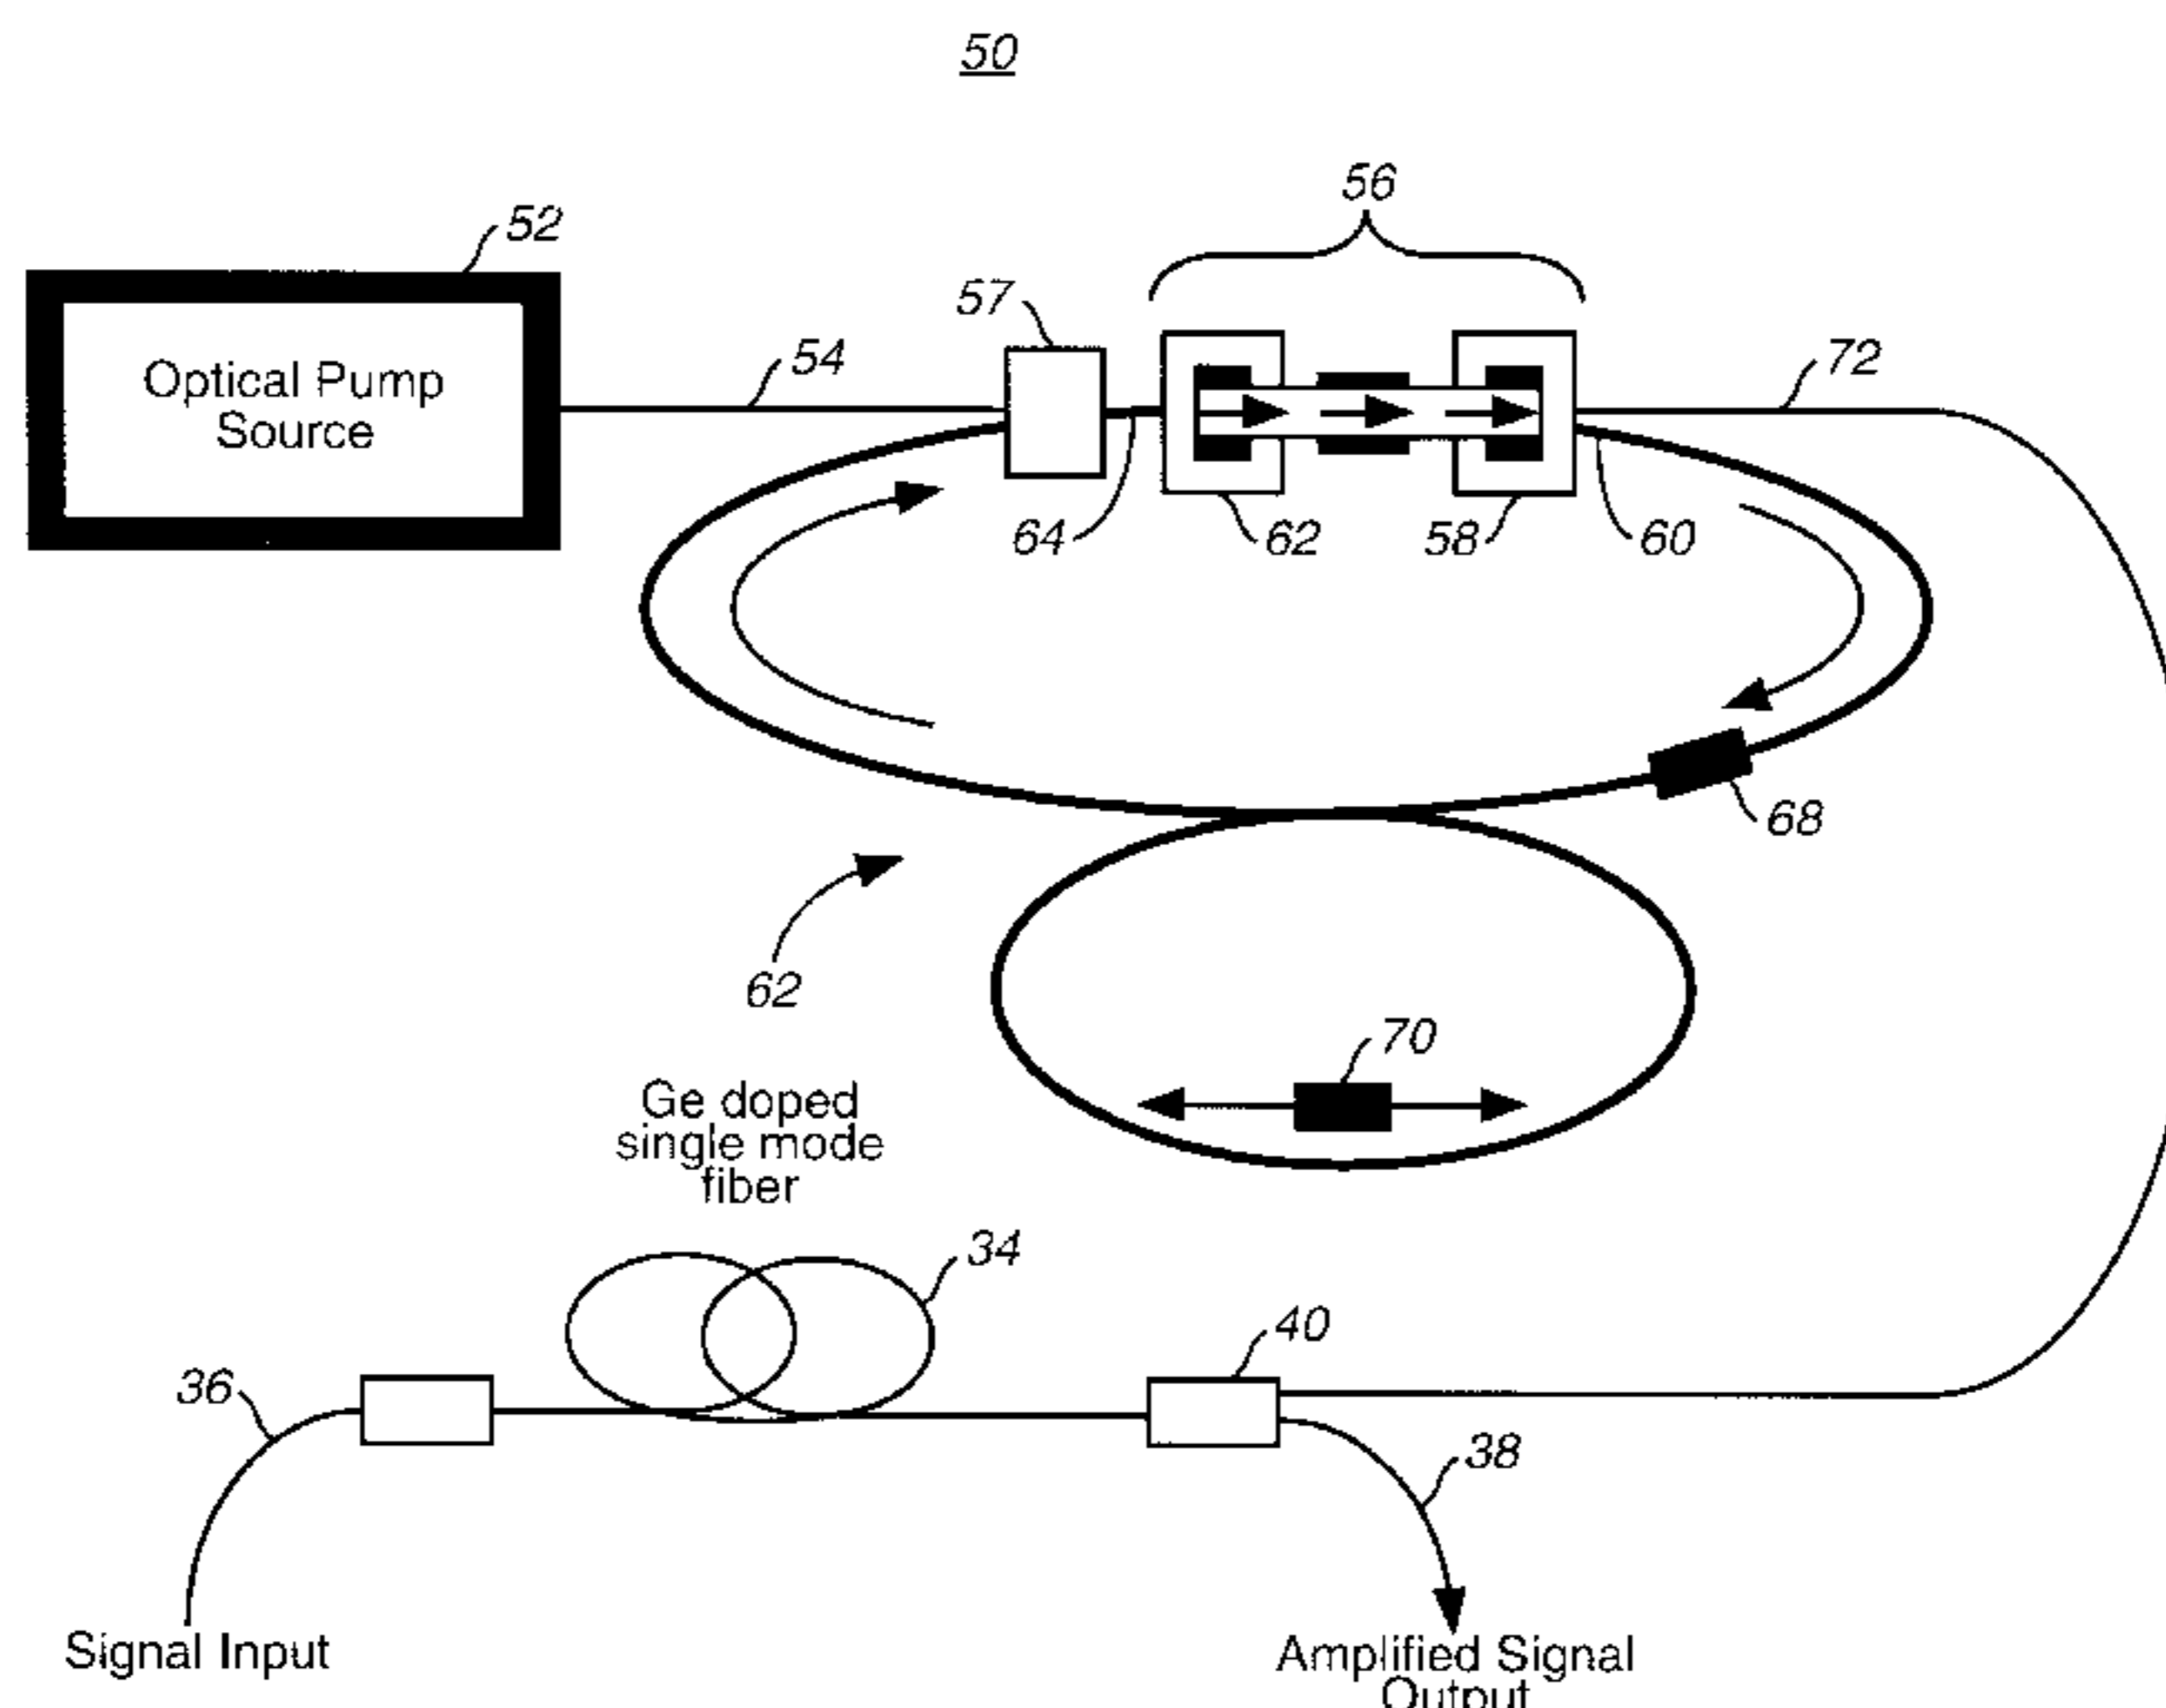 50
56
52
57
54
72
Optical Pump
Source
64
62
58
60
68
62
70
Ge doped
single mode
fiber
34
40
36
38
Signal Input
Amplified Signal
Output